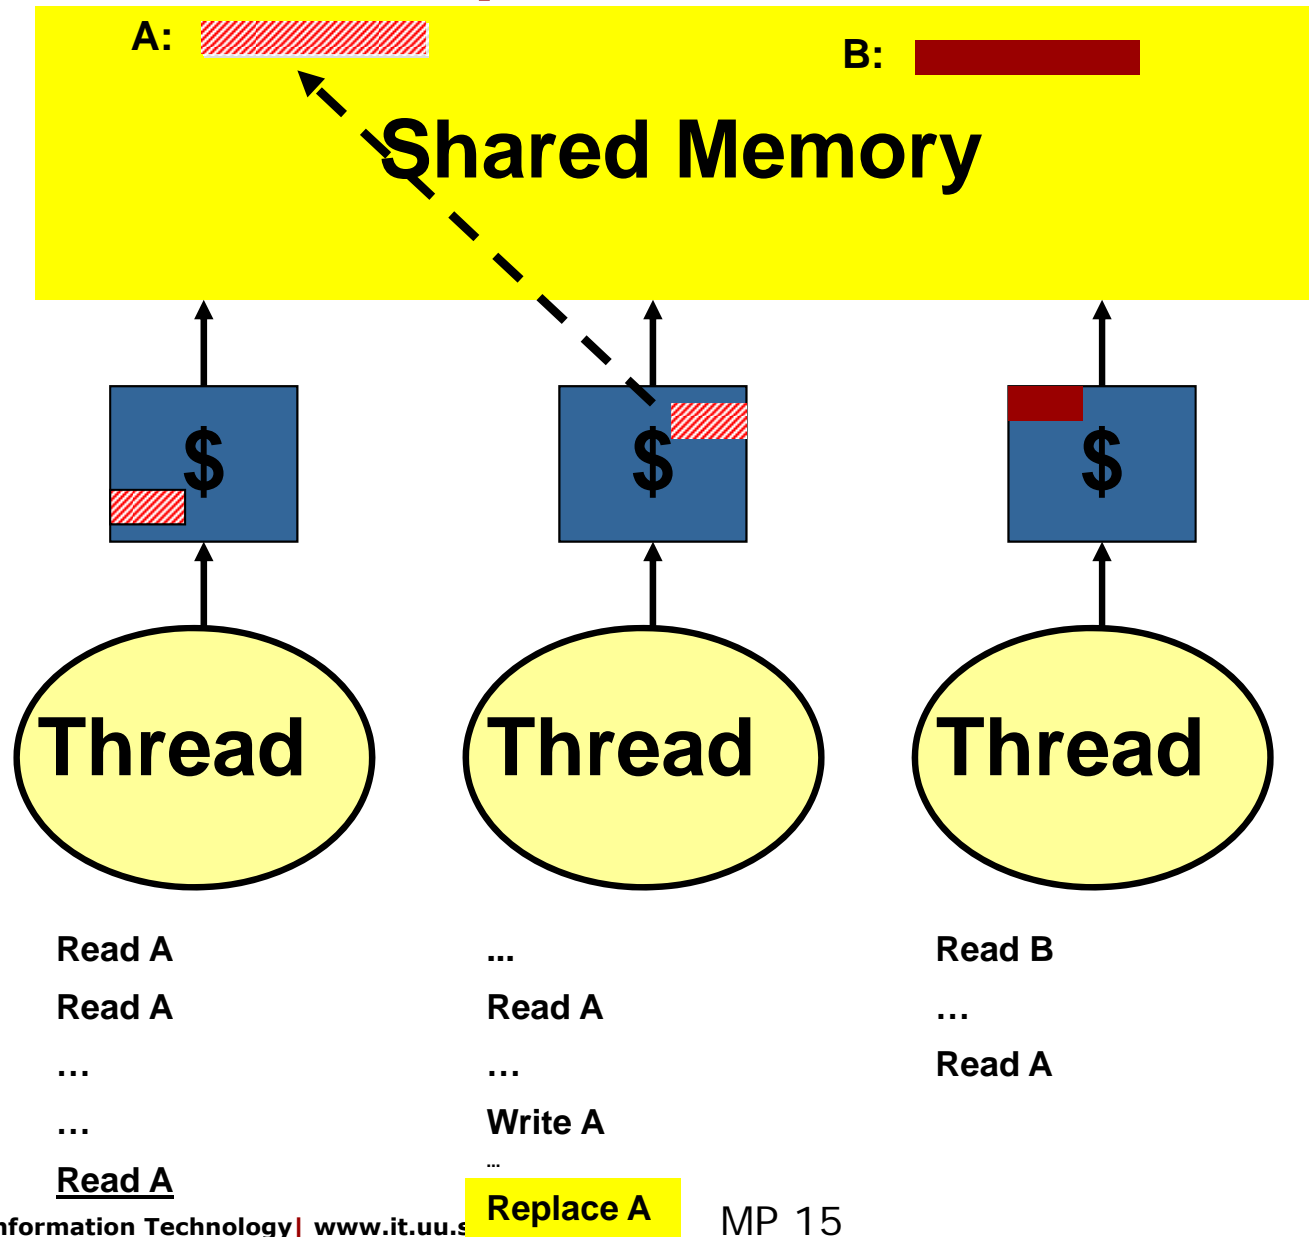 A:
B:
Shared Memory
$ $ $
Thread Thread Thread
Read A ... Read B
Read A Read A …
… … Read A
… Write A
...
Read A
Replace A
nformation Technology| www.it.uu.s
MP 15